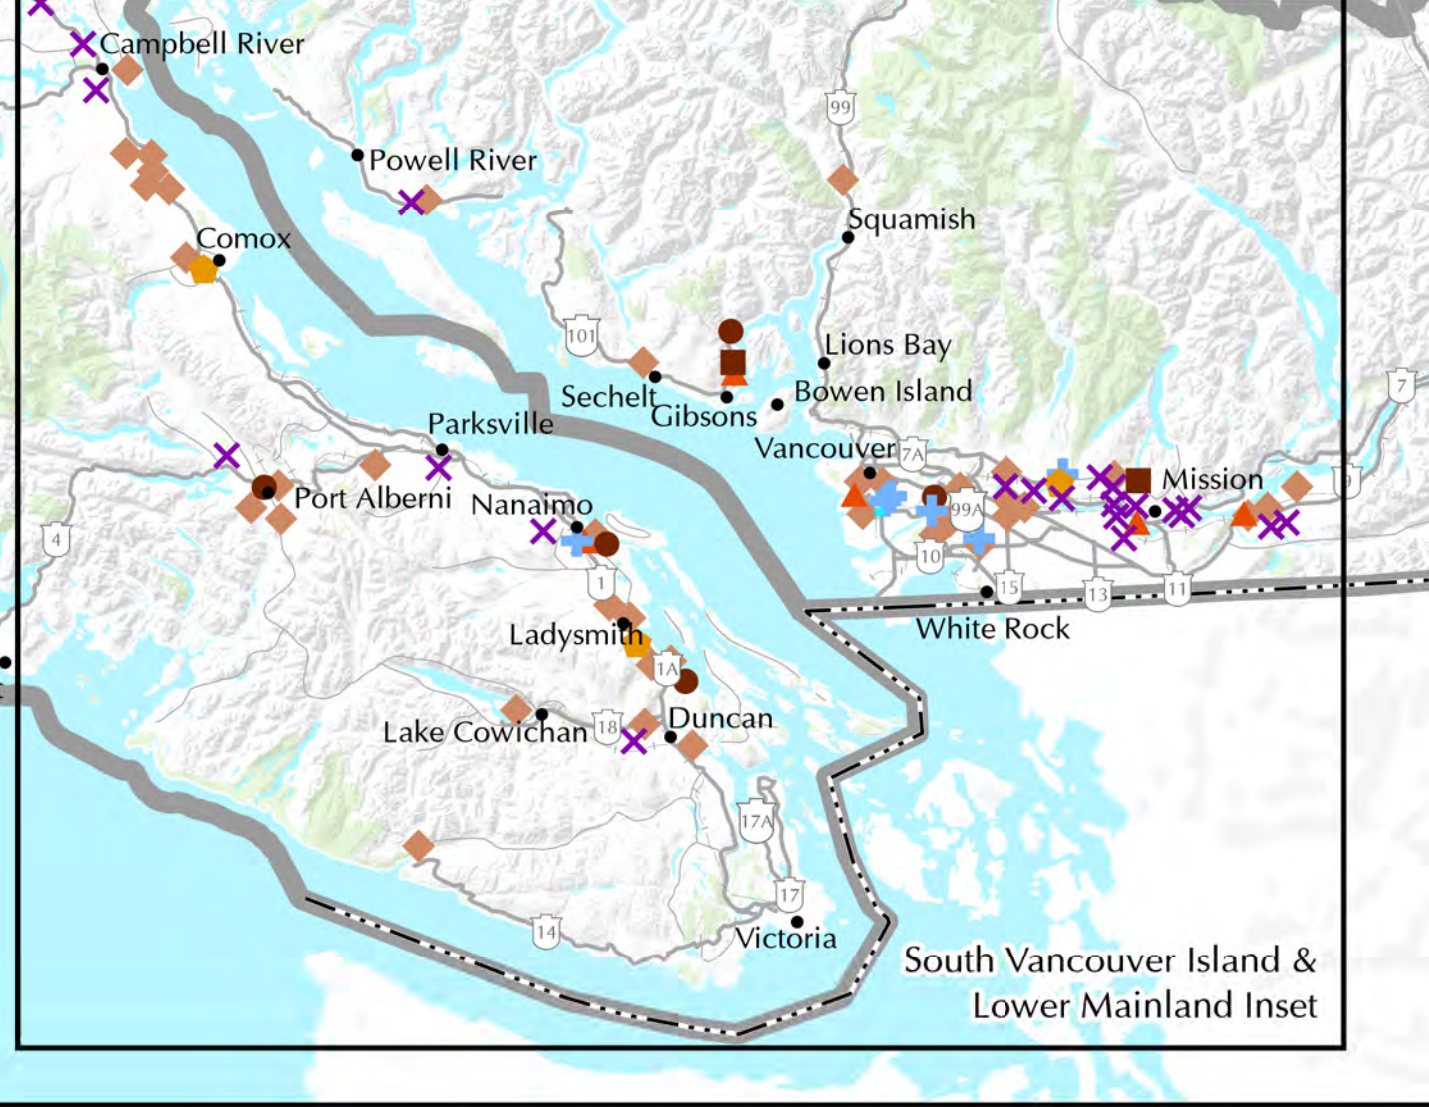 Campbell River
99
Powell River
Squamish
Comox
101
Lions Bay
7
Sechelt
Bowen Island
Gibsons
Parksville
Vancouver
7A
Mission
9
Port Alberni
Nanaimo
99A
4
10
1
15
13
11
Ladysmith
White Rock
1A
Lake Cowichan
18
Duncan
17A
17
14
Victoria
South Vancouver Island &
Lower Mainland Inset